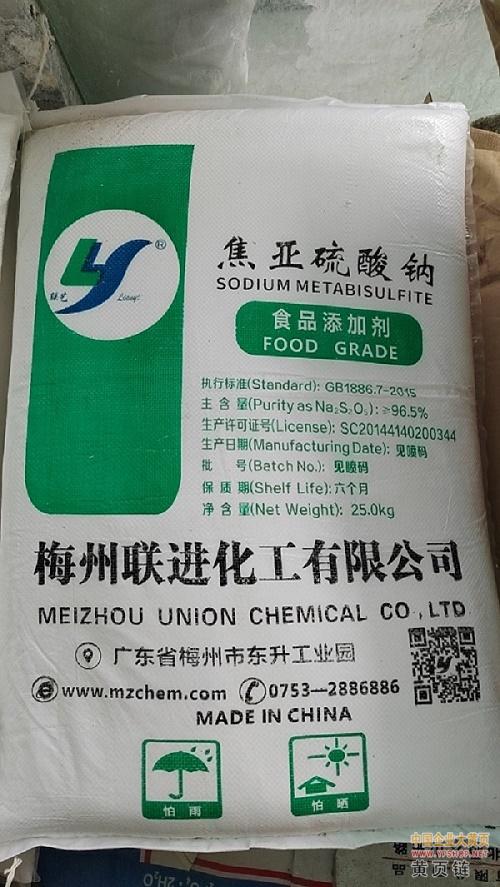 ®
联艺 Lianyi
焦亚硫酸钠
SODIUM METABISULFITE
食品添加剂
FOOD GRADE
执行标准(Standard): GB1886.7-2015
主 含 量(Purity as Na₂S₂O₅): ≥96.5%
生产许可证号(License): SC20144140200344
生产日期(Manufacturing Date): 见喷码
批 号(Batch No.): 见喷码
保 质 期(Shelf Life): 六个月
净 含 量(Net Weight): 25.0kg
梅州联进化工有限公司
MEIZHOU UNION CHEMICAL CO., LTD
广东省梅州市东升工业园
www.mzchem.com 0753—2886886
MADE IN CHINA
怕雨 怕晒
中国企业大黄页
WWW.YPSHOP.NET
黄页链